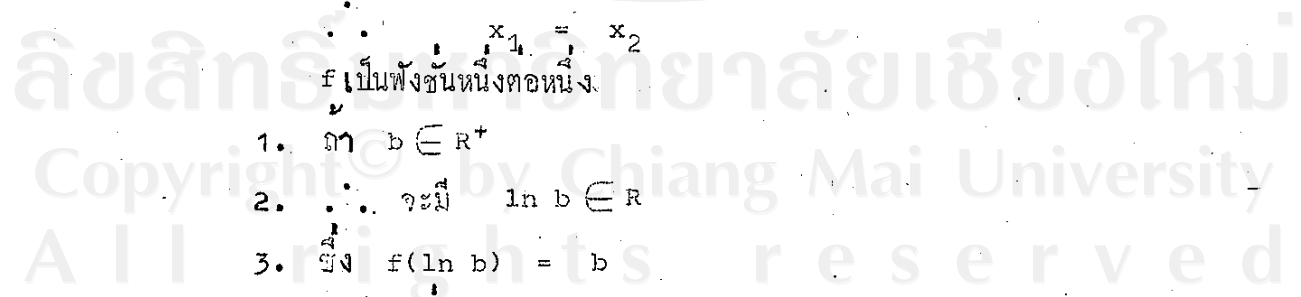 ∴ x₁ = x₂
f เป็นฟังชั่นหนึ่งต่อหนึ่ง
1. ถ้า b ∈ R⁺
2. ∴ จะมี ln b ∈ R
3. ซึ่ง f(ln b) = b
ลิขสิทธิ์มหาวิทยาลัยเชียงใหม่
Copyright© by Chiang Mai University
All rights reserved